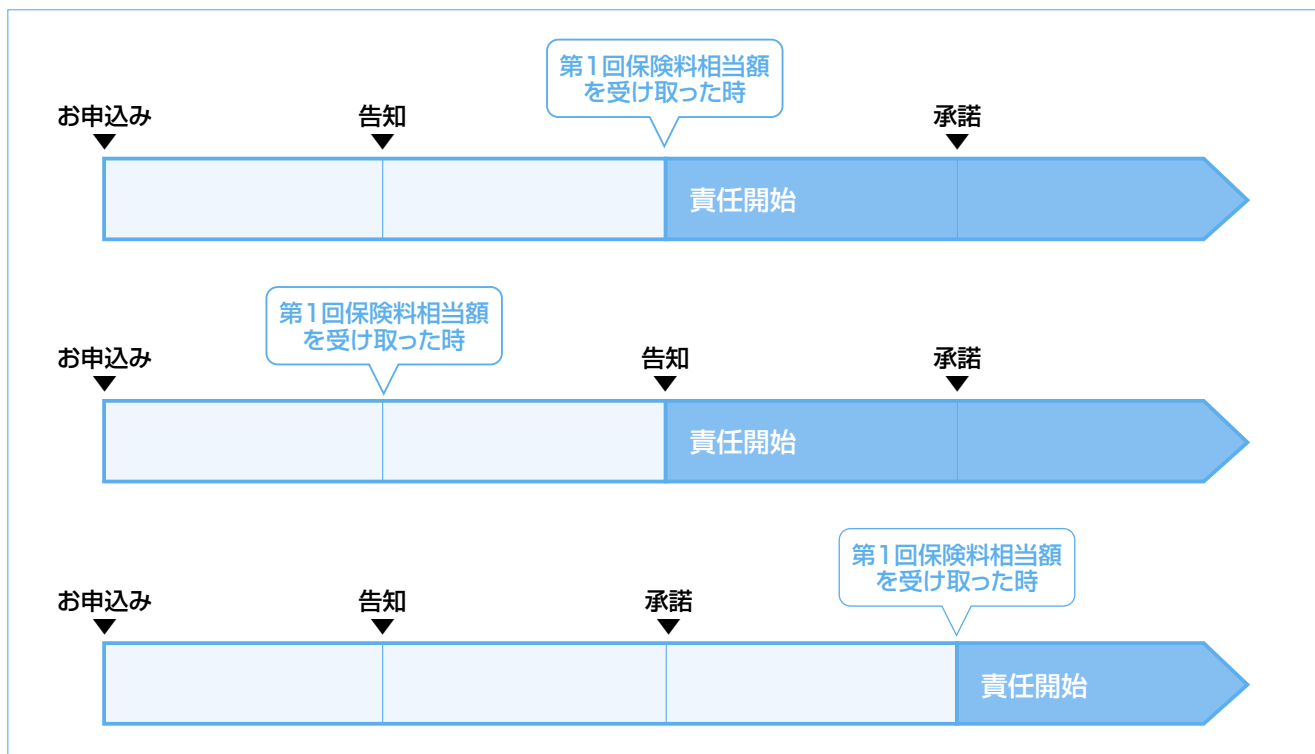 第1回保険料相当額
を受け取った時
お申込み
告知
承諾
責任開始
第1回保険料相当額
を受け取った時
お申込み
告知
承諾
責任開始
第1回保険料相当額
を受け取った時
お申込み
告知
承諾
責任開始